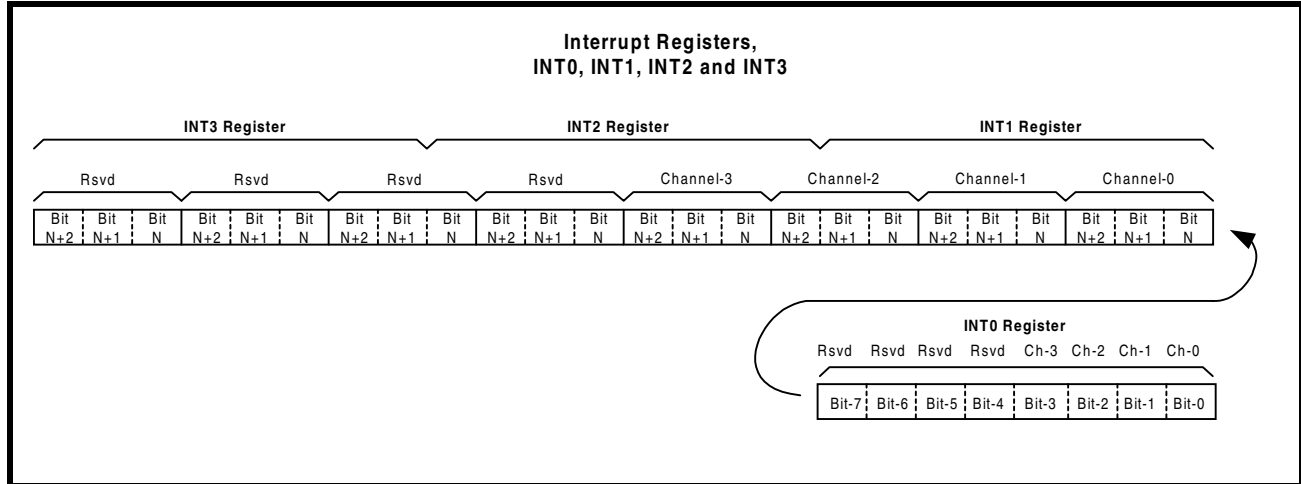 Interrupt Registers,
INT0, INT1, INT2 and INT3
INT3 Register INT2 Register INT1 Register
Rsvd Rsvd Rsvd Rsvd Channel-3 Channel-2 Channel-1 Channel-0
Bit Bit Bit Bit Bit Bit Bit Bit Bit Bit Bit Bit Bit Bit Bit Bit Bit Bit Bit Bit Bit Bit Bit Bit
N+2 N+1 N N+2 N+1 N N+2 N+1 N N+2 N+1 N N+2 N+1 N N+2 N+1 N N+2 N+1 N N+2 N+1 N
INT0 Register
Rsvd Rsvd Rsvd Rsvd Ch-3 Ch-2 Ch-1 Ch-0
Bit-7 Bit-6 Bit-5 Bit-4 Bit-3 Bit-2 Bit-1 Bit-0